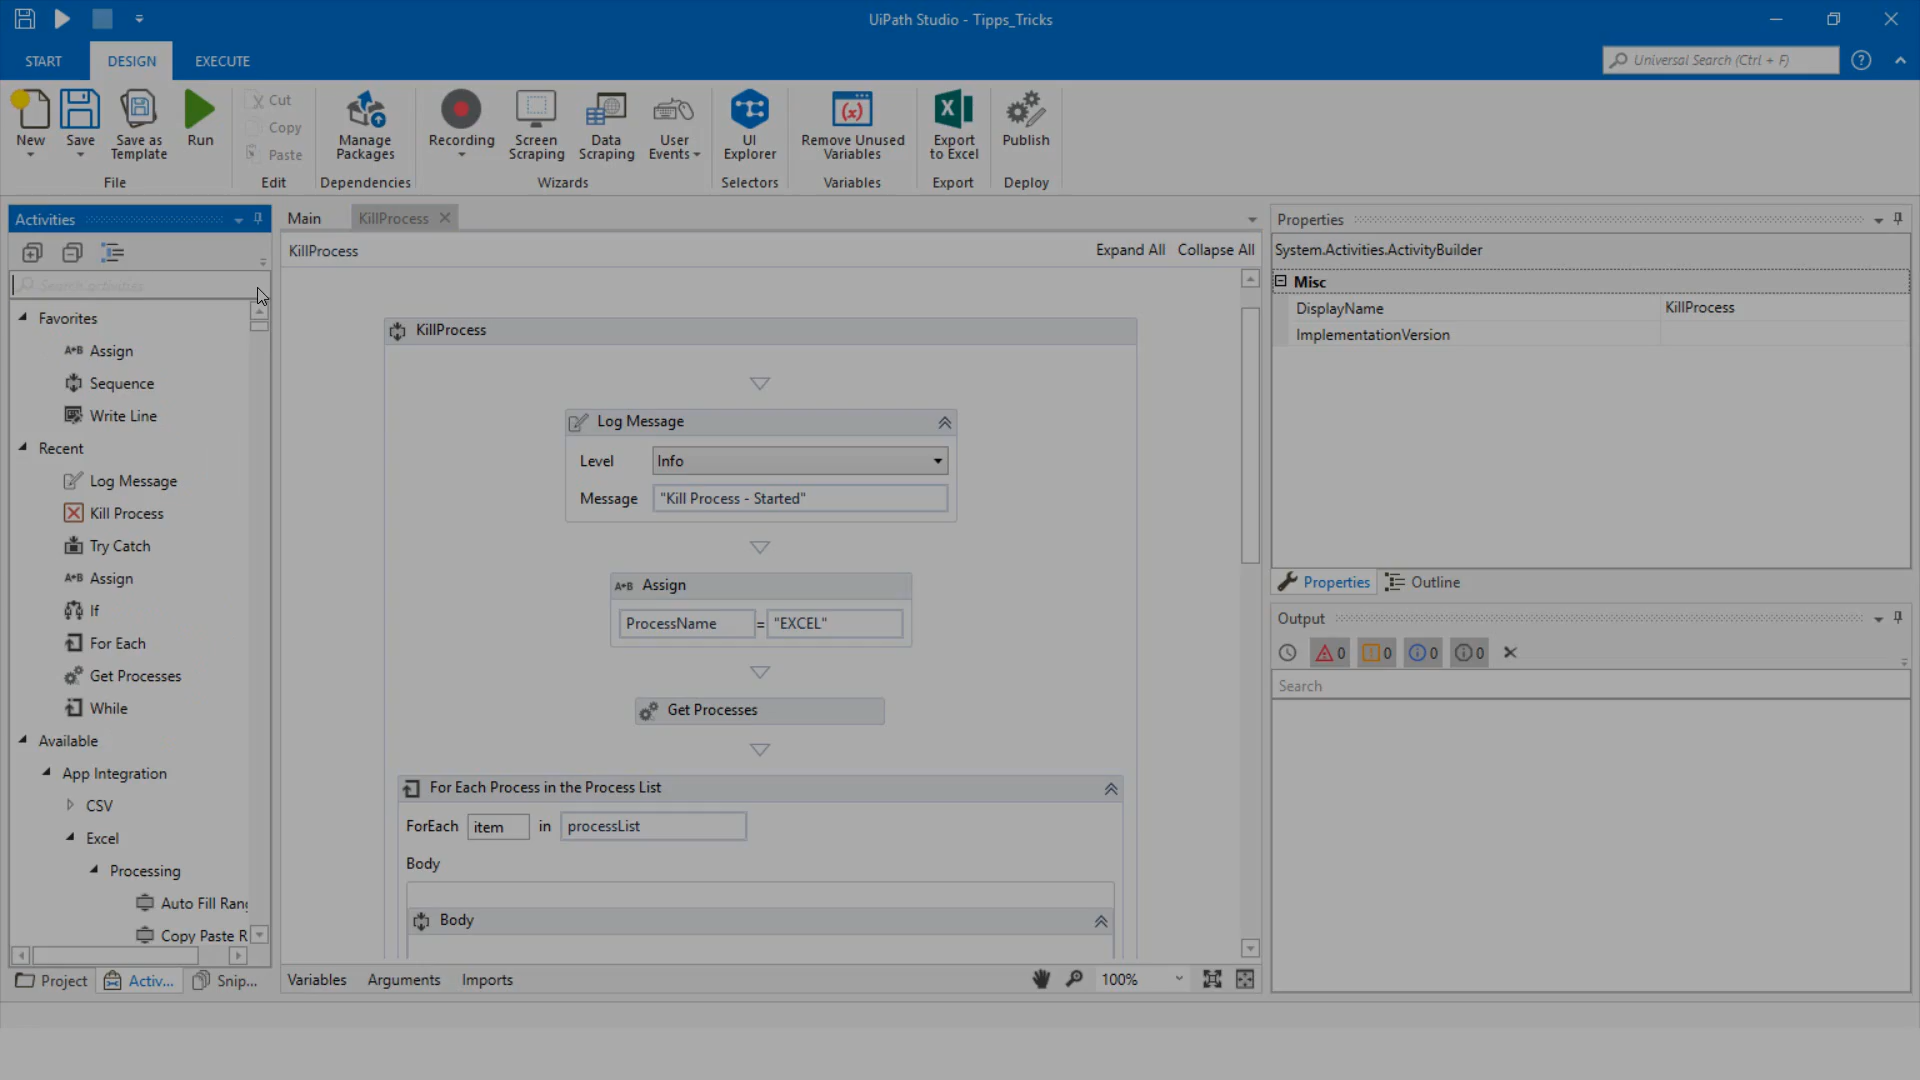 UiPath Studio - Tipps_Tricks
START DESIGN EXECUTE
Universal Search (Ctrl + F)
New Save Save as Template Run
Cut
Copy
Paste
Manage Packages
Recording Screen Scraping Data Scraping User Events
UI Explorer
Remove Unused Variables
Export to Excel
Publish
File Edit Dependencies Wizards Selectors Variables Export Deploy
Activities
Search activities
Favorites
Assign
Sequence
Write Line
Recent
Log Message
Kill Process
Try Catch
Assign
If
For Each
Get Processes
While
Available
App Integration
CSV
Excel
Processing
Auto Fill Rang
Copy Paste R
Project Activ... Snip...
Main KillProcess
KillProcess Expand All Collapse All
KillProcess
Log Message
Level Info
Message "Kill Process - Started"
A+B Assign
ProcessName = "EXCEL"
Get Processes
For Each Process in the Process List
ForEach item in processList
Body
Body
Variables Arguments Imports 100%
Properties
System.Activities.ActivityBuilder
Misc
DisplayName KillProcess
ImplementationVersion
Properties Outline
Output
0 0 0 0
Search